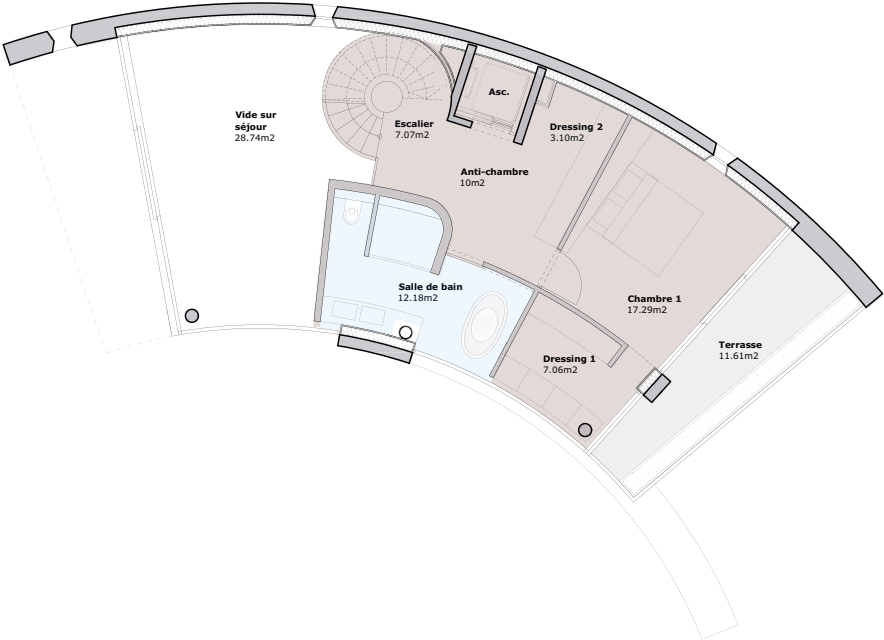 Asc.
Vide sur
séjour
28.74m2
Escalier
7.07m2
Dressing 2
3.10m2
Anti-chambre
10m2
Salle de bain
12.18m2
Chambre 1
17.29m2
Dressing 1
7.06m2
Terrasse
11.61m2